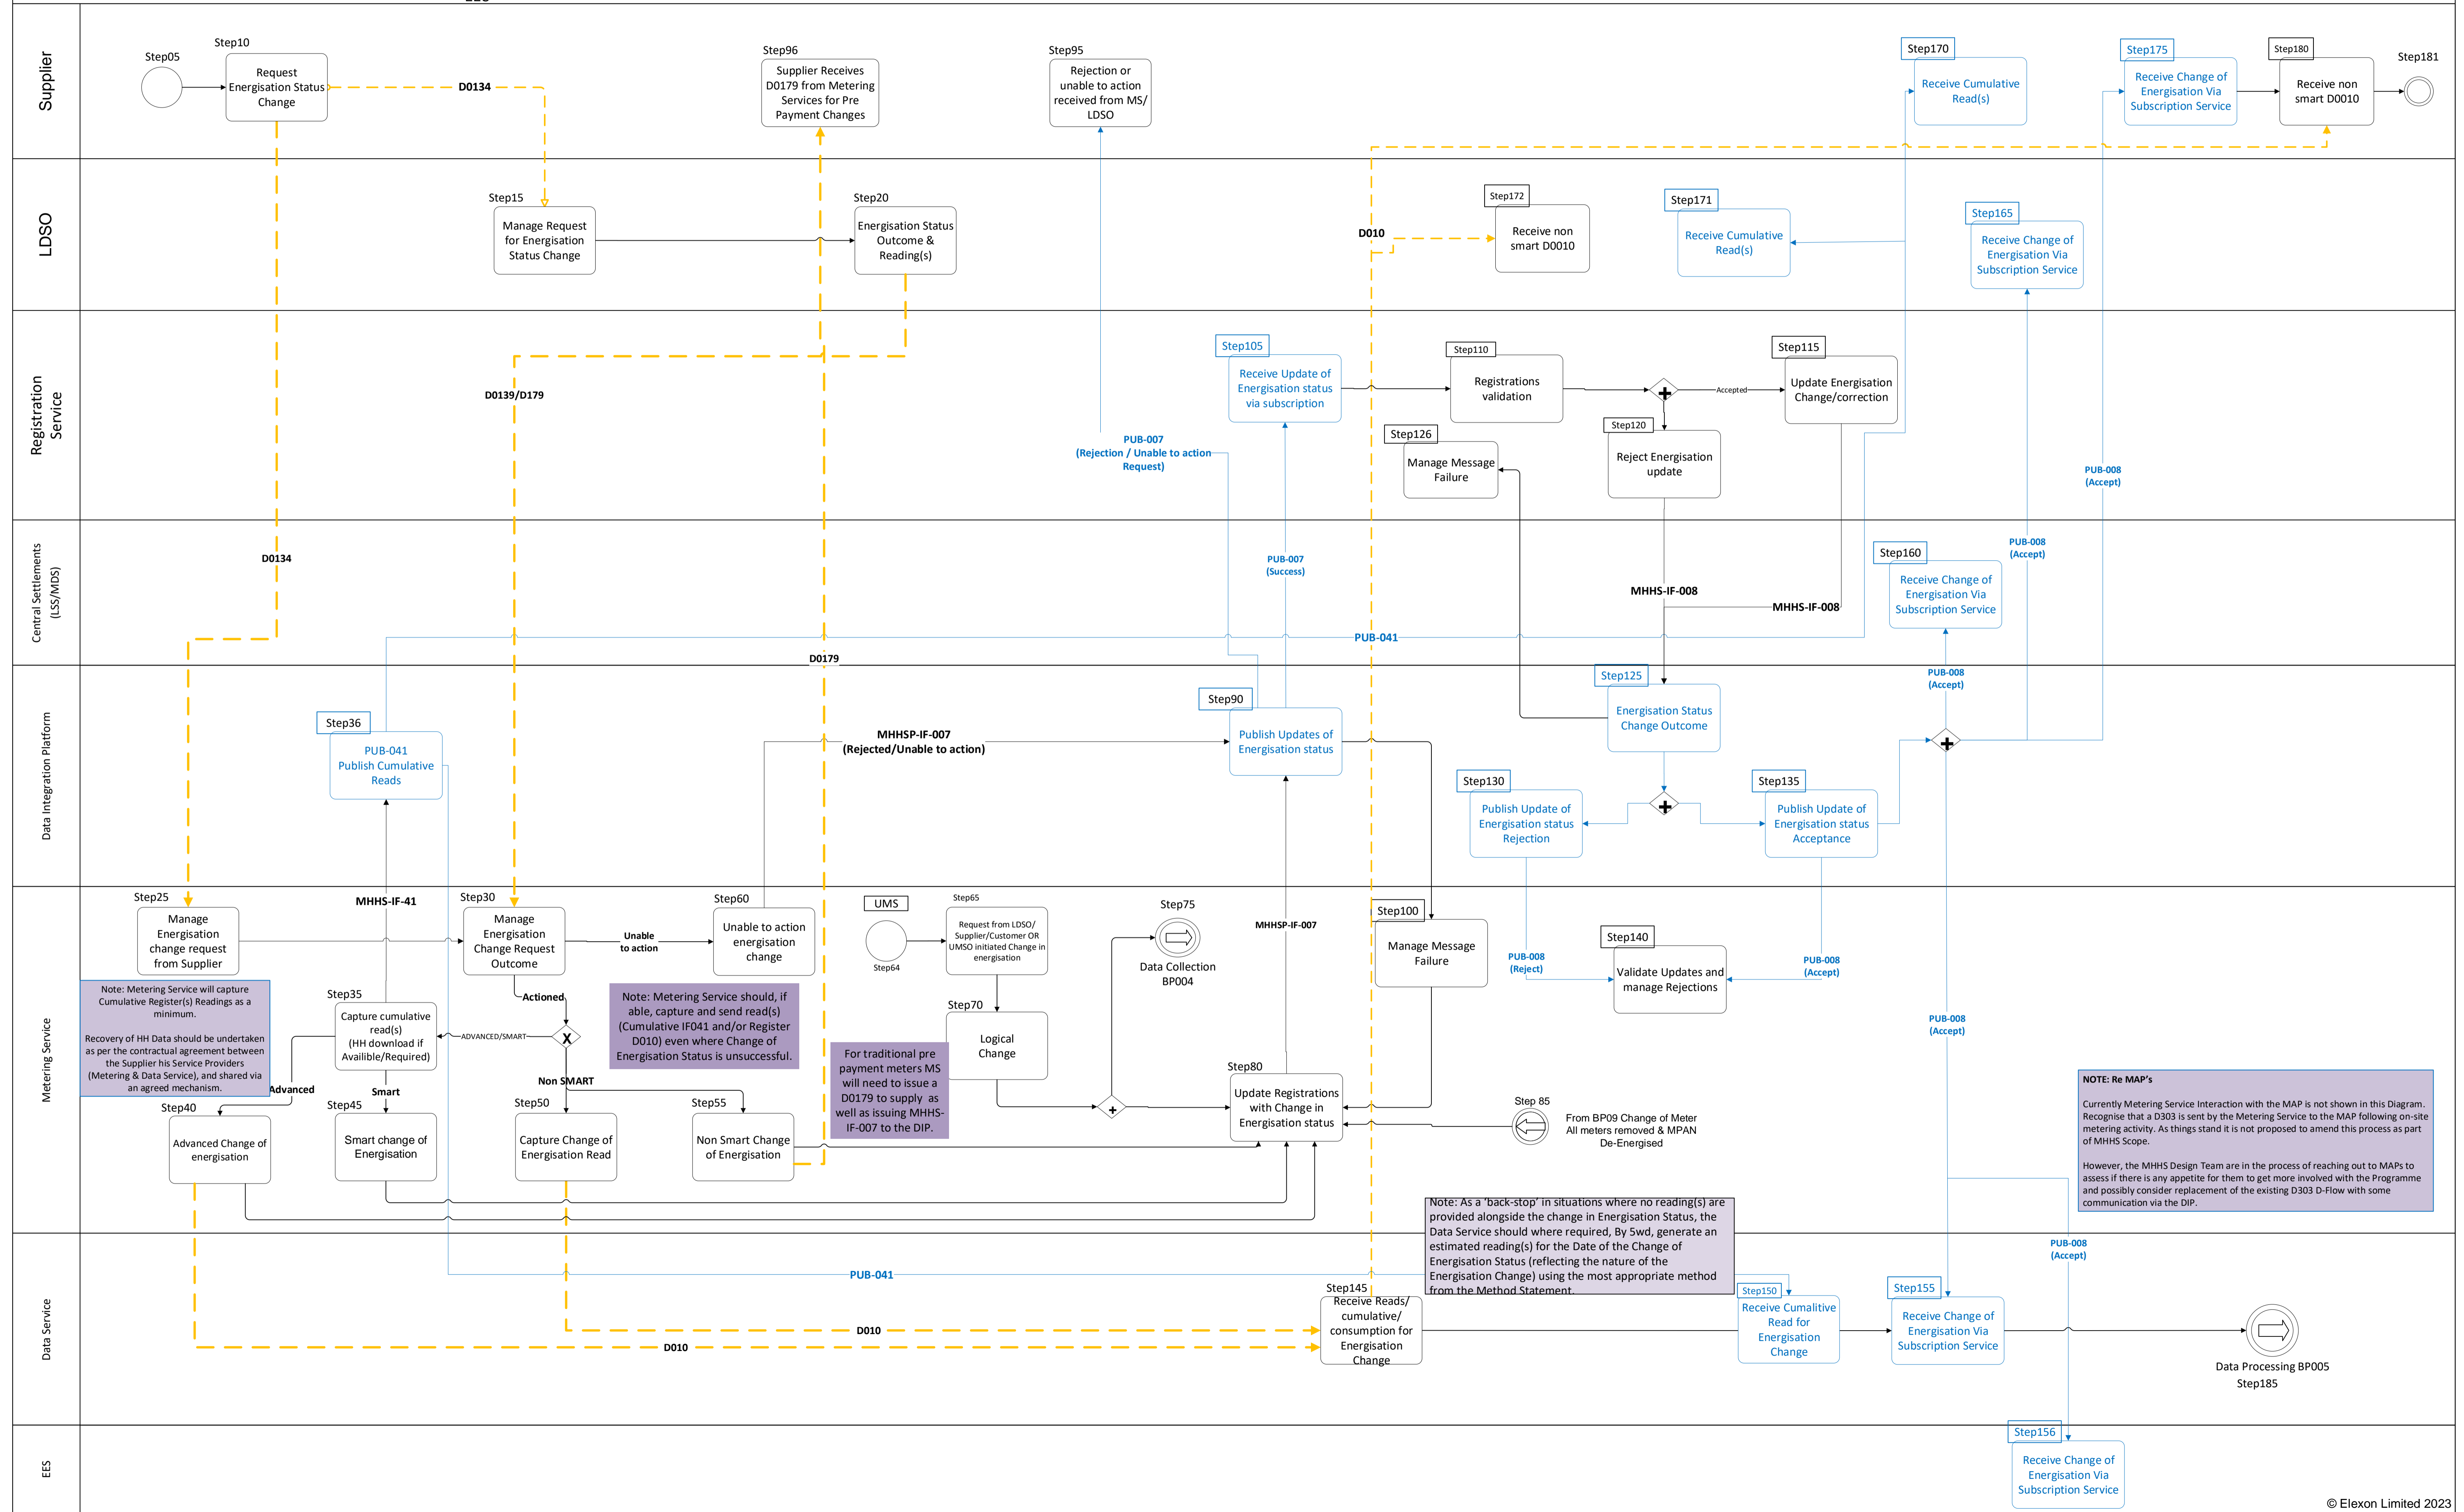 Supplier
Step05
Step10
Request
Energisation Status
Change
D0134
Step96
Supplier Receives
D0179 from Metering
Services for Pre
Payment Changes
Step95
Rejection or
unable to action
received from MS/
LDSO
Step170
Receive Cumulative
Read(s)
Step175
Receive Change of
Energisation Via
Subscription Service
Step180
Receive non
smart D0010
Step181
LDSO
Step15
Manage Request
for Energisation
Status Change
Step20
Energisation Status
Outcome &
Reading(s)
D010
Step172
Receive non
smart D0010
Step171
Receive Cumulative
Read(s)
Step165
Receive Change of
Energisation Via
Subscription Service
Registration
Service
D0139/D179
PUB-007
(Rejection / Unable to action
Request)
Step105
Receive Update of
Energisation status
via subscription
Step110
Registrations
validation
Accepted
Step115
Update Energisation
Change/correction
Step120
Reject Energisation
update
Step126
Manage Message
Failure
PUB-008
(Accept)
Central Settlements
(LSS/MDS)
D0134
D0179
PUB-007
(Success)
PUB-041
MHHS-IF-008
MHHS-IF-008
Step160
Receive Change of
Energisation Via
Subscription Service
PUB-008
(Accept)
Data Integration Platform
Step36
PUB-041
Publish Cumulative
Reads
MHHSP-IF-007
(Rejected/Unable to action)
Step90
Publish Updates of
Energisation status
Step125
Energisation Status
Change Outcome
Step130
Publish Update of
Energisation status
Rejection
Step135
Publish Update of
Energisation status
Acceptance
PUB-008
(Accept)
Metering Service
Step25
Manage
Energisation
change request
from Supplier
MHHS-IF-41
Step30
Manage
Energisation
Change Request
Outcome
Unable
to action
Step60
Unable to action
energisation
change
UMS
Step64
Step65
Request from LDSO/
Supplier/Customer OR
UMSO initiated Change in
energisation
Step75
Data Collection
BP004
MHHSP-IF-007
Step100
Manage Message
Failure
PUB-008
(Reject)
Step140
Validate Updates and
manage Rejections
PUB-008
(Accept)
PUB-008
(Accept)
Note: Metering Service will capture
Cumulative Register(s) Readings as a
minimum.
Recovery of HH Data should be undertaken
as per the contractual agreement between
the Supplier his Service Providers
(Metering & Data Service), and shared via
an agreed mechanism.
Step35
Capture cumulative
read(s)
(HH download if
Availible/Required)
ADVANCED/SMART
Actioned
X
Note: Metering Service should, if
able, capture and send read(s)
(Cumulative IF041 and/or Register
D010) even where Change of
Energisation Status is unsuccessful.
For traditional pre
payment meters MS
will need to issue a
D0179 to supply as
well as issuing MHHS-
IF-007 to the DIP.
Step70
Logical
Change
Advanced
Smart
Non SMART
Step40
Advanced Change of
energisation
Step45
Smart change of
Energisation
Step50
Capture Change of
Energisation Read
Step55
Non Smart Change
of Energisation
Step80
Update Registrations
with Change in
Energisation status
Step 85
From BP09 Change of Meter
All meters removed & MPAN
De-Energised
NOTE: Re MAP's
Currently Metering Service Interaction with the MAP is not shown in this Diagram.
Recognise that a D303 is sent by the Metering Service to the MAP following on-site
metering activity. As things stand it is not proposed to amend this process as part
of MHHS Scope.
However, the MHHS Design Team are in the process of reaching out to MAPs to
assess if there is any appetite for them to get more involved with the Programme
and possibly consider replacement of the existing D303 D-Flow with some
communication via the DIP.
Note: As a 'back-stop' in situations where no reading(s) are
provided alongside the change in Energisation Status, the
Data Service should where required, By 5wd, generate an
estimated reading(s) for the Date of the Change of
Energisation Status (reflecting the nature of the
Energisation Change) using the most appropriate method
from the Method Statement.
Data Service
PUB-041
D010
D010
Step145
Receive Reads/
cumulative/
consumption for
Energisation
Change
Step150
Receive Cumalitive
Read for
Energisation
Change
Step155
Receive Change of
Energisation Via
Subscription Service
PUB-008
(Accept)
Data Processing BP005
Step185
EES
Step156
Receive Change of
Energisation Via
Subscription Service
© Elexon Limited 2023